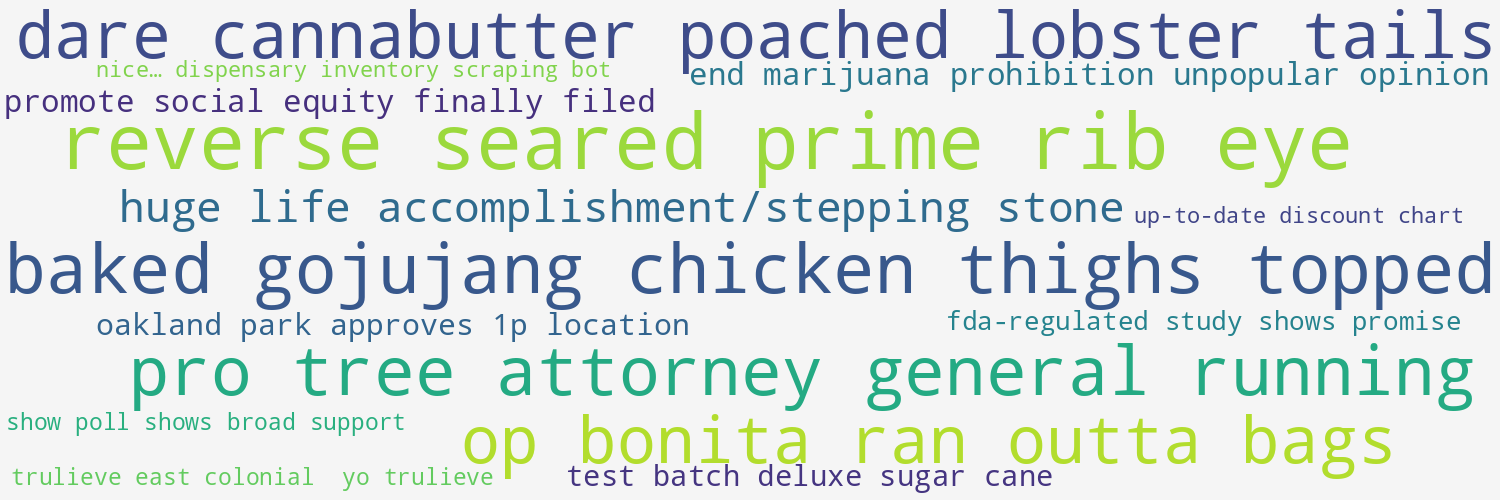 dare cannabutter poached lobster tails
nice… dispensary inventory scraping bot
end marijuana prohibition unpopular opinion
promote social equity finally filed
reverse seared prime rib eye
huge life accomplishment/stepping stone
up-to-date discount chart
baked gojujang chicken thighs topped
oakland park approves 1p location
fda-regulated study shows promise
pro tree attorney general running
show poll shows broad support
op bonita ran outta bags
trulieve east colonial  yo trulieve
test batch deluxe sugar cane